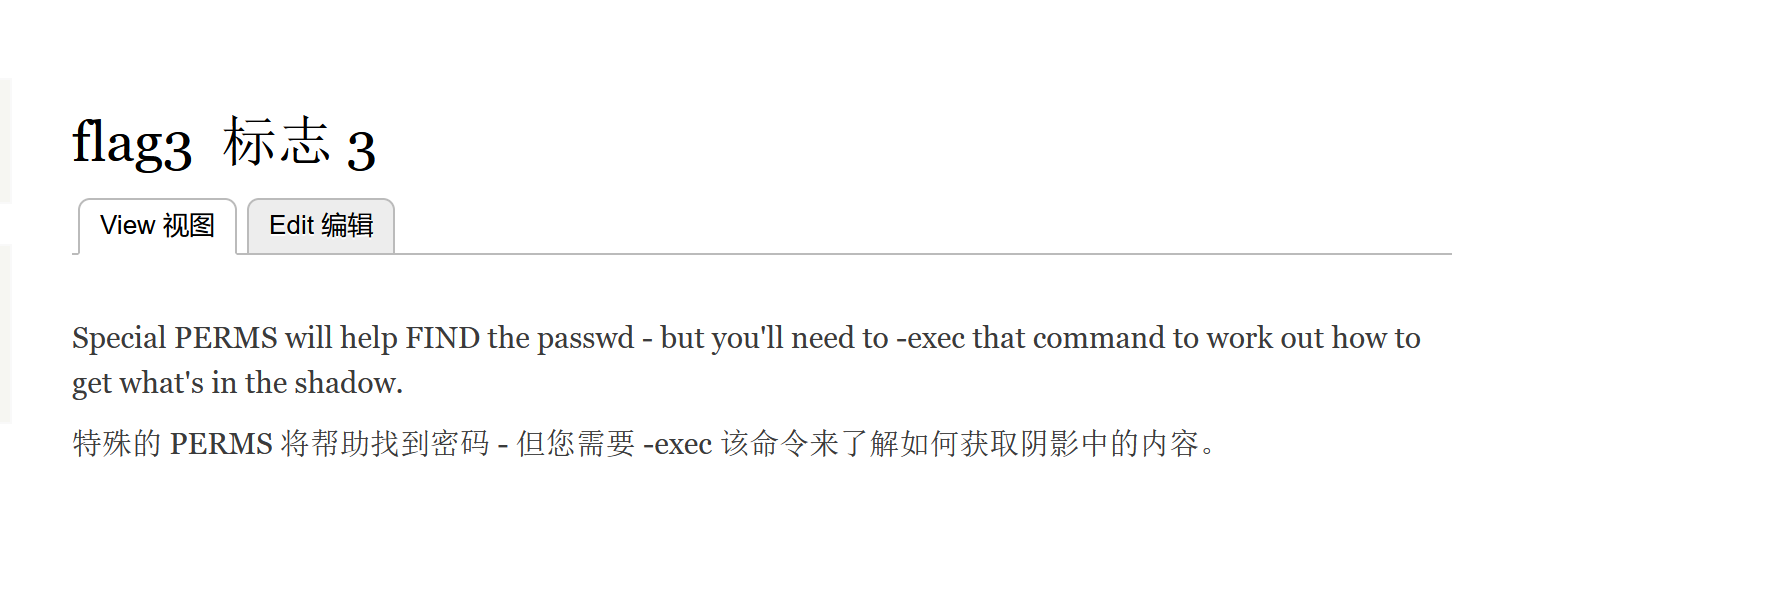 flag3 标志 3
View 视图 Edit 编辑
Special PERMS will help FIND the passwd - but you'll need to -exec that command to work out how to
get what's in the shadow.
特殊的 PERMS 将帮助找到密码 - 但您需要 -exec 该命令来了解如何获取阴影中的内容。